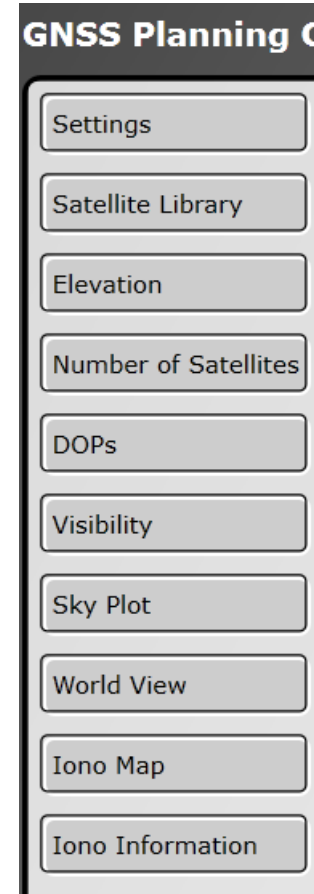 GNSS Planning
Settings
Satellite Library
Elevation
Number of Satellites
DOPs
Visibility
Sky Plot
World View
Iono Map
Iono Information